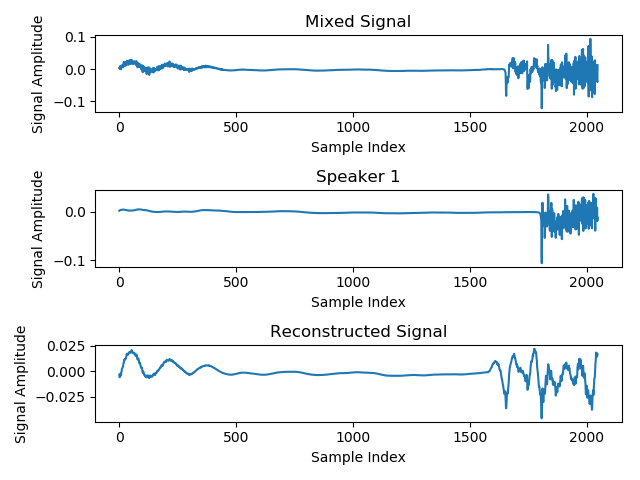 Mixed Signal
Signal Amplitude
0.1
0.0
−0.1
0 500 1000 1500 2000
Sample Index
Speaker 1
Signal Amplitude
0.0
−0.1
0 500 1000 1500 2000
Sample Index
Reconstructed Signal
Signal Amplitude
0.025
0.000
−0.025
0 500 1000 1500 2000
Sample Index